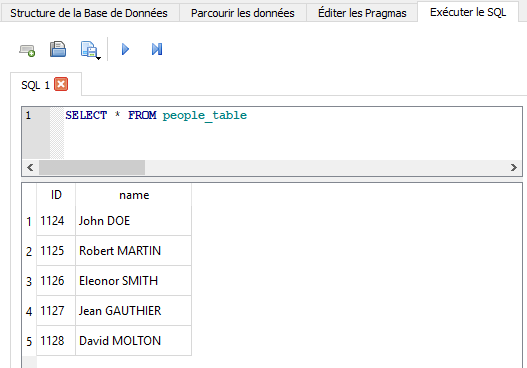 Structure de la Base de Données Parcourir les données Éditer les Pragmas Exécuter le SQL
SQL 1
1 SELECT * FROM people_table
ID name
1 1124 John DOE
2 1125 Robert MARTIN
3 1126 Eleonor SMITH
4 1127 Jean GAUTHIER
5 1128 David MOLTON